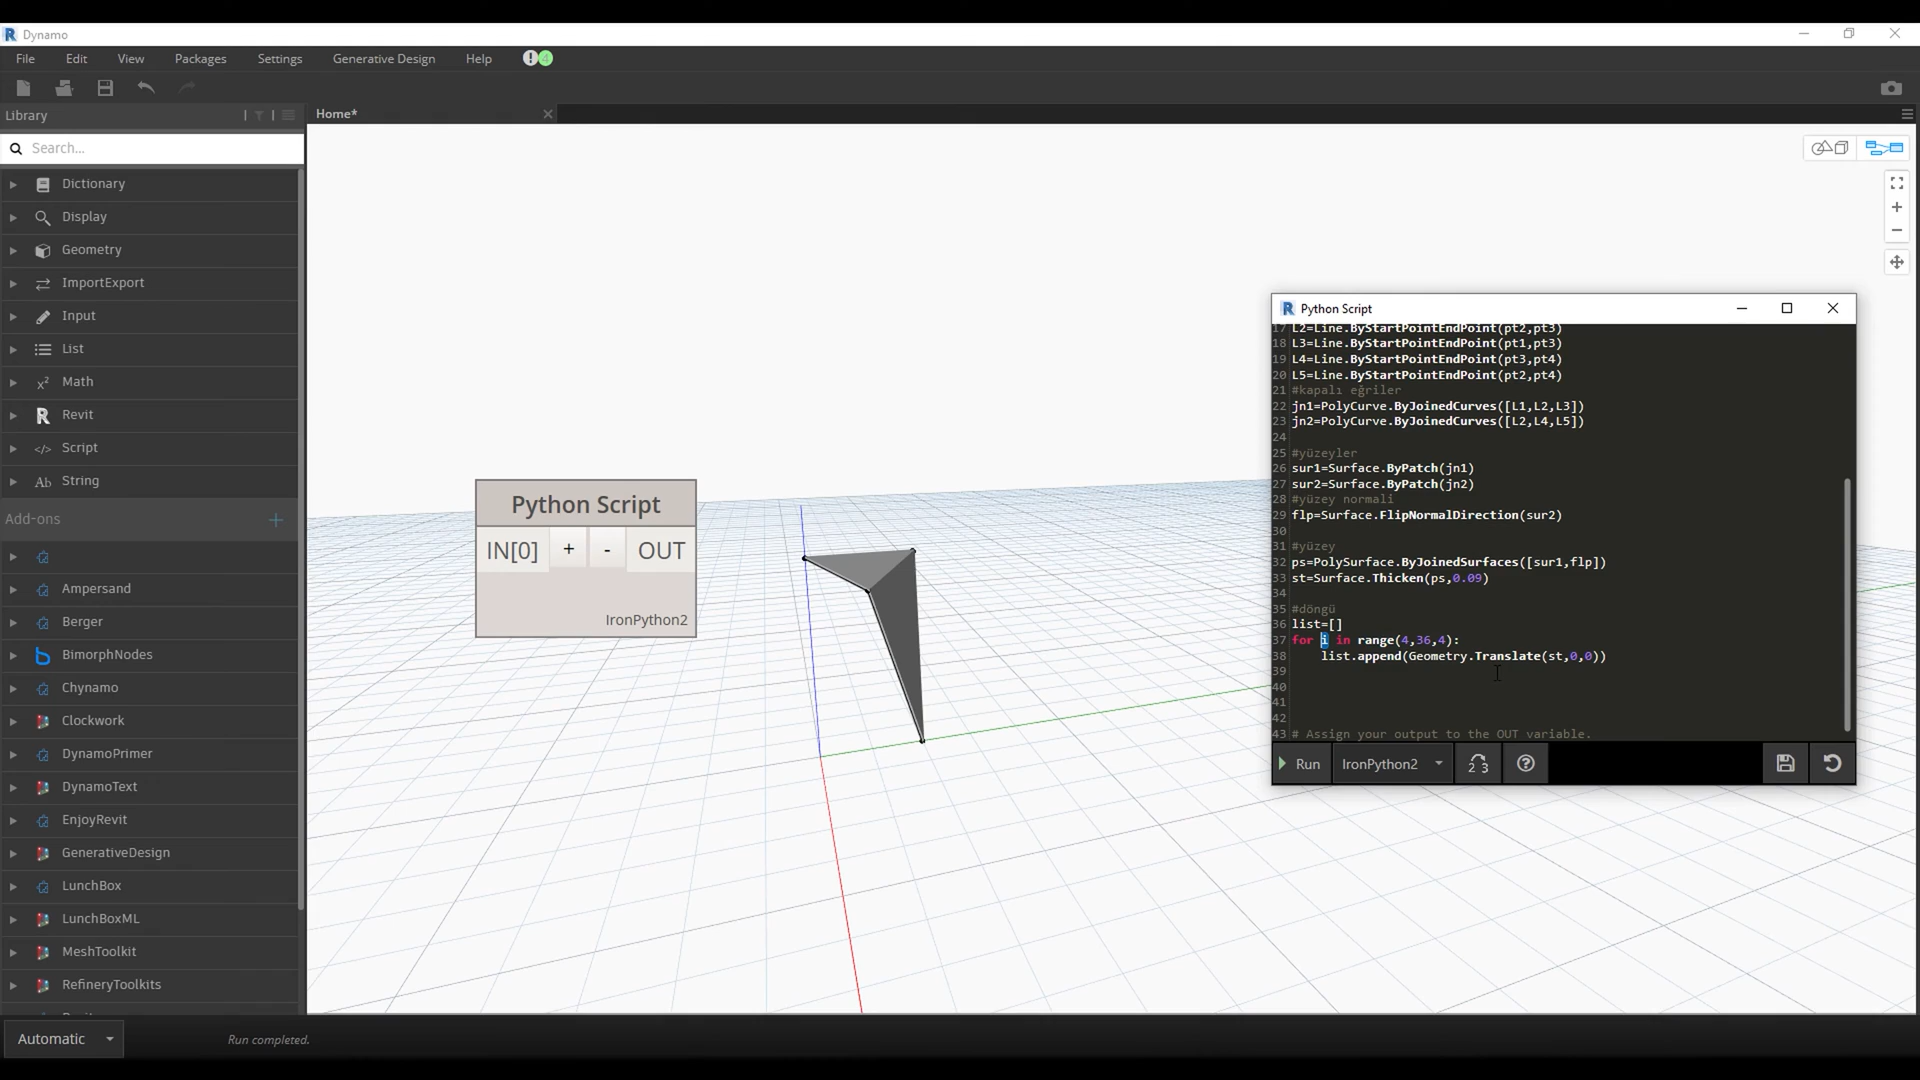 Dynamo
File Edit View Packages Settings Generative Design Help ! 4
Library
Home*
Search...
Dictionary
Display
Geometry
ImportExport
Input
List
Math
Revit
Script
String
Add-ons
Ampersand
Berger
BimorphNodes
Chynamo
Clockwork
DynamoPrimer
DynamoText
EnjoyRevit
GenerativeDesign
LunchBox
LunchBoxML
MeshToolkit
RefineryToolkits
Automatic
Run completed.
Python Script
IN[0] + - OUT
IronPython2
Python Script
17 L2=Line.ByStartPointEndPoint(pt2,pt3)
18 L3=Line.ByStartPointEndPoint(pt1,pt3)
19 L4=Line.ByStartPointEndPoint(pt3,pt4)
20 L5=Line.ByStartPointEndPoint(pt2,pt4)
21 #kapalı eğriler
22 jn1=PolyCurve.ByJoinedCurves([L1,L2,L3])
23 jn2=PolyCurve.ByJoinedCurves([L2,L4,L5])
24
25 #yüzeyler
26 sur1=Surface.ByPatch(jn1)
27 sur2=Surface.ByPatch(jn2)
28 #yüzey normali
29 flp=Surface.FlipNormalDirection(sur2)
30
31 #yüzey
32 ps=PolySurface.ByJoinedSurfaces([sur1,flp])
33 st=Surface.Thicken(ps,0.09)
34
35 #döngü
36 list=[]
37 for i in range(4,36,4):
38 list.append(Geometry.Translate(st,0,0))
39
40
41
42
43 # Assign your output to the OUT variable.
Run IronPython2 2 3 ?